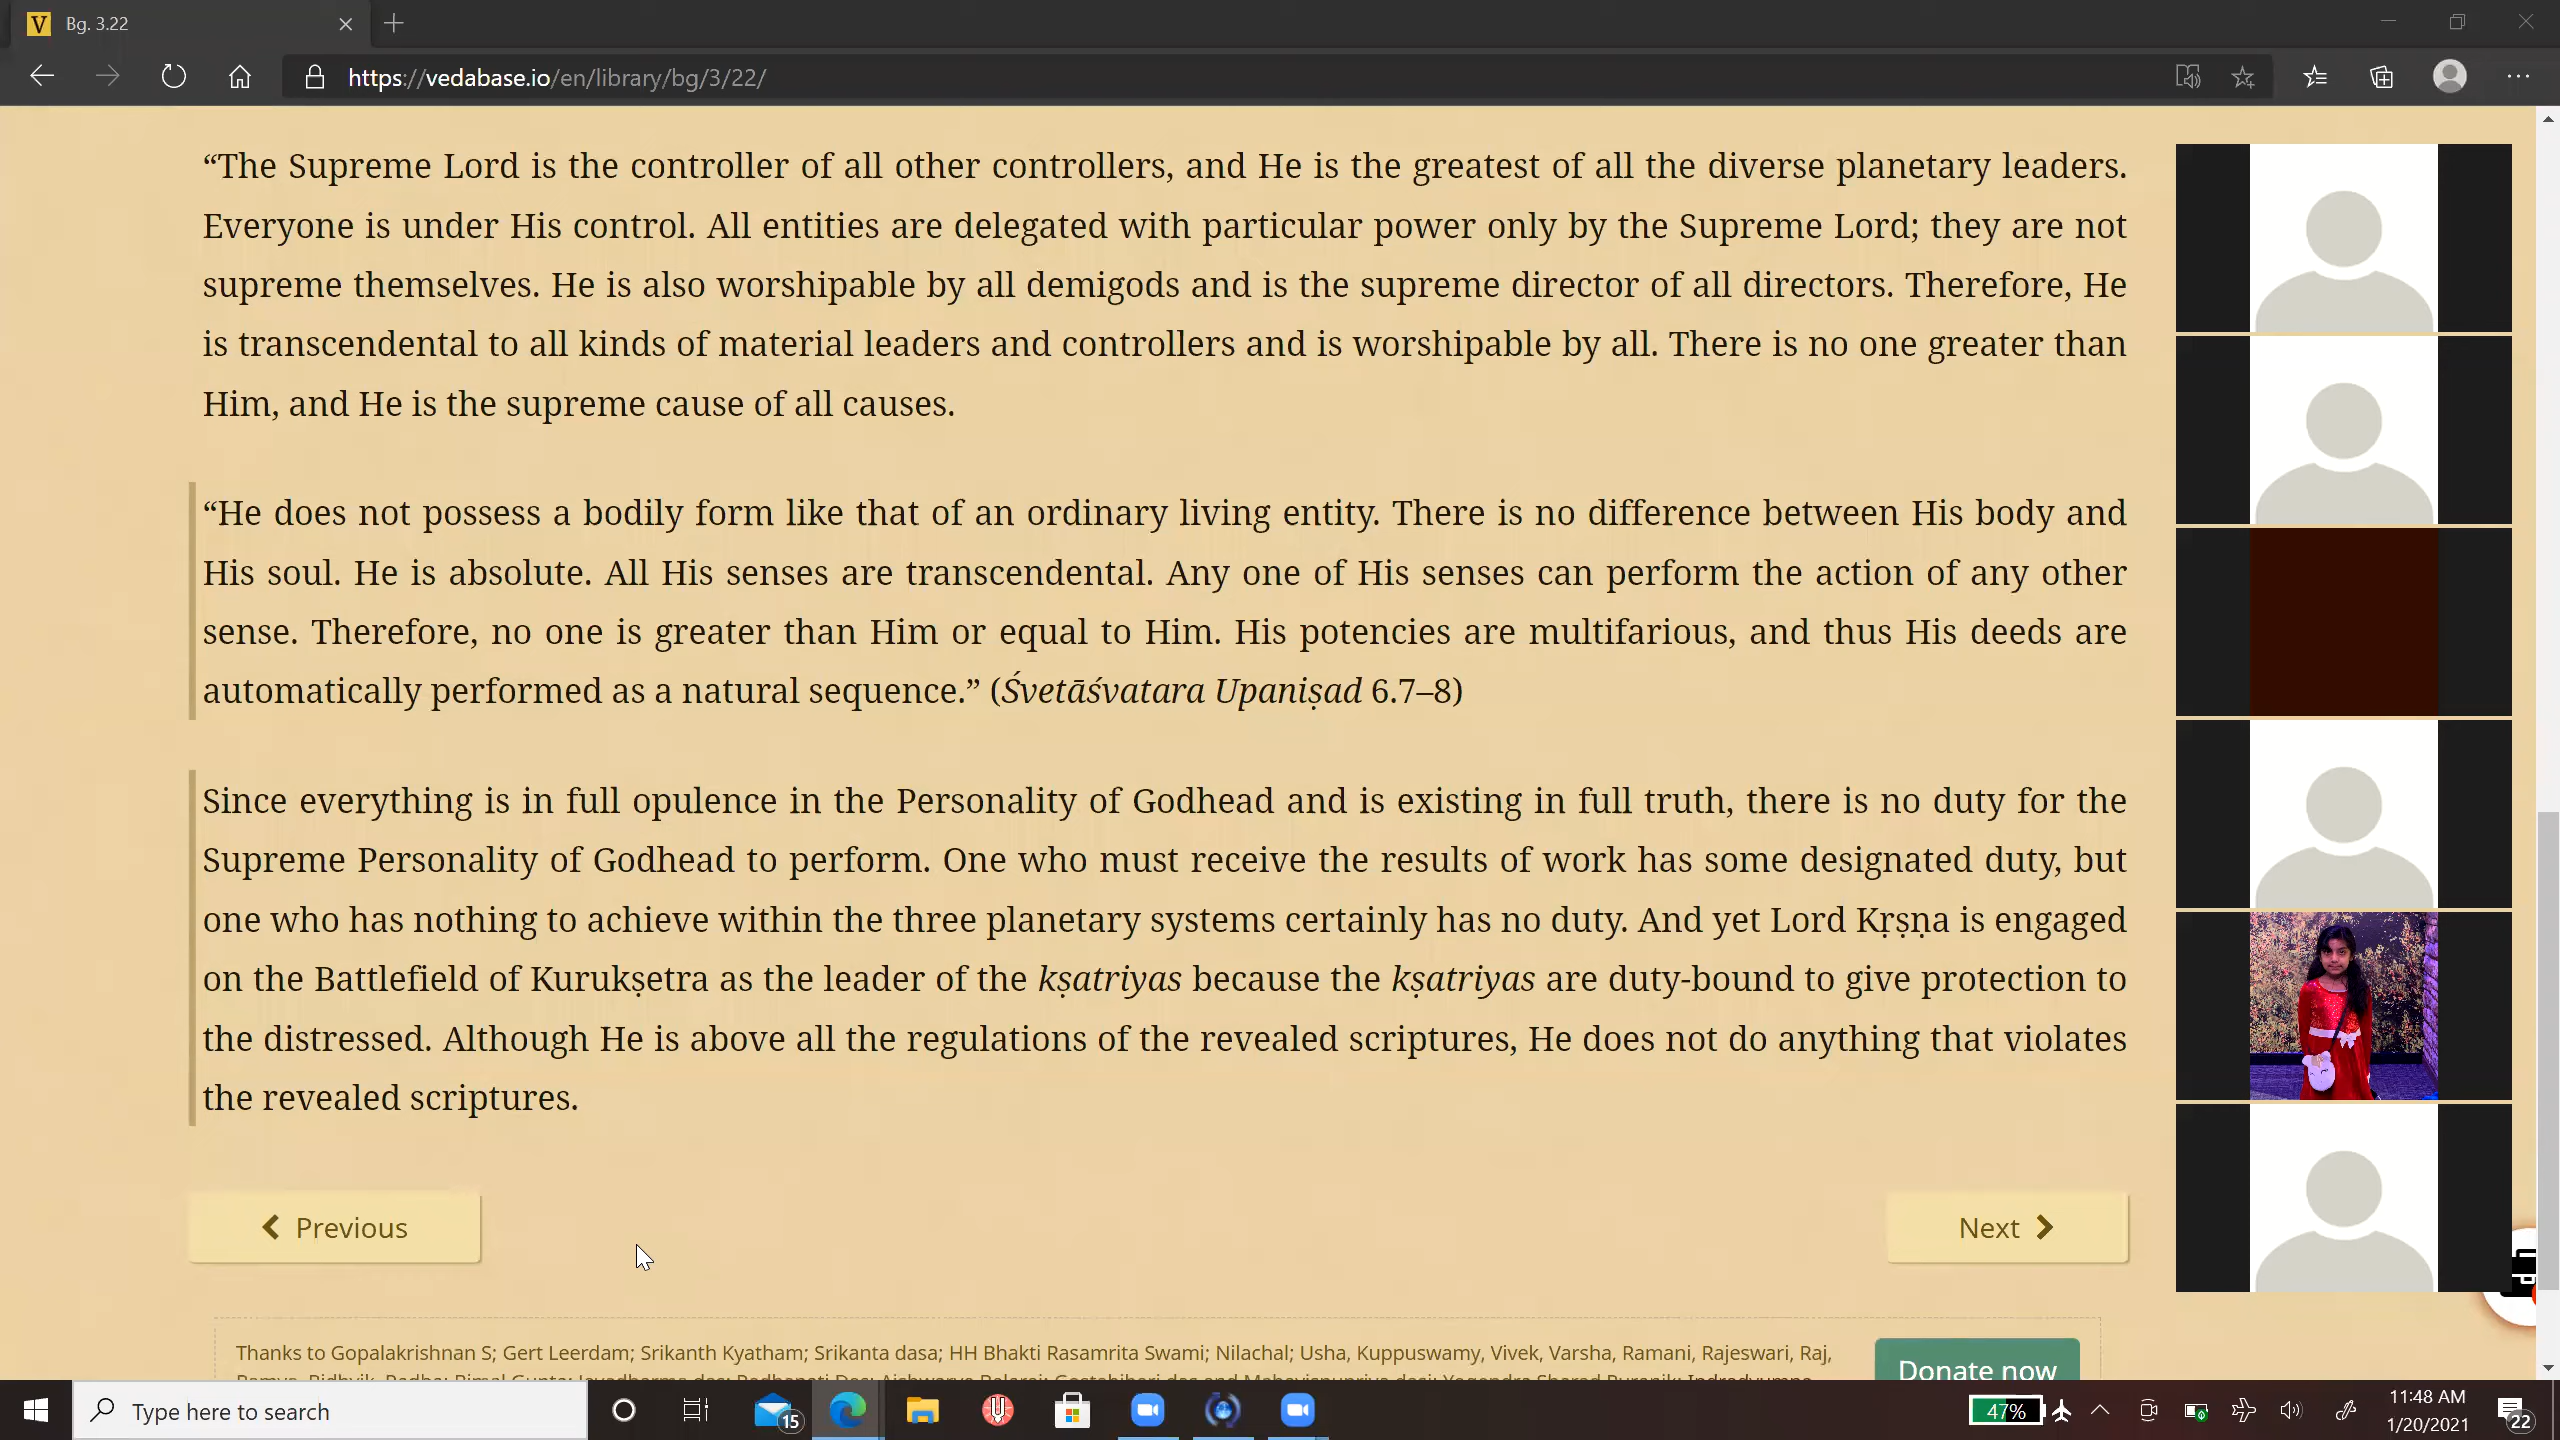 Bg. 3.22
https://vedabase.io/en/library/bg/3/22/
“The Supreme Lord is the controller of all other controllers, and He is the greatest of all the diverse planetary leaders.
Everyone is under His control. All entities are delegated with particular power only by the Supreme Lord; they are not
supreme themselves. He is also worshipable by all demigods and is the supreme director of all directors. Therefore, He
is transcendental to all kinds of material leaders and controllers and is worshipable by all. There is no one greater than
Him, and He is the supreme cause of all causes.
“He does not possess a bodily form like that of an ordinary living entity. There is no difference between His body and
His soul. He is absolute. All His senses are transcendental. Any one of His senses can perform the action of any other
sense. Therefore, no one is greater than Him or equal to Him. His potencies are multifarious, and thus His deeds are
automatically performed as a natural sequence.” (Śvetāśvatara Upaniṣad 6.7–8)
Since everything is in full opulence in the Personality of Godhead and is existing in full truth, there is no duty for the
Supreme Personality of Godhead to perform. One who must receive the results of work has some designated duty, but
one who has nothing to achieve within the three planetary systems certainly has no duty. And yet Lord Kṛṣṇa is engaged
on the Battlefield of Kurukṣetra as the leader of the kṣatriyas because the kṣatriyas are duty-bound to give protection to
the distressed. Although He is above all the regulations of the revealed scriptures, He does not do anything that violates
the revealed scriptures.
Previous
Next
Thanks to Gopalakrishnan S; Gert Leerdam; Srikanth Kyatham; Srikanta dasa; HH Bhakti Rasamrita Swami; Nilachal; Usha, Kuppuswamy, Vivek, Varsha, Ramani, Rajeswari, Raj,
Donate now
Type here to search
15
47%
11:48 AM
1/20/2021
22